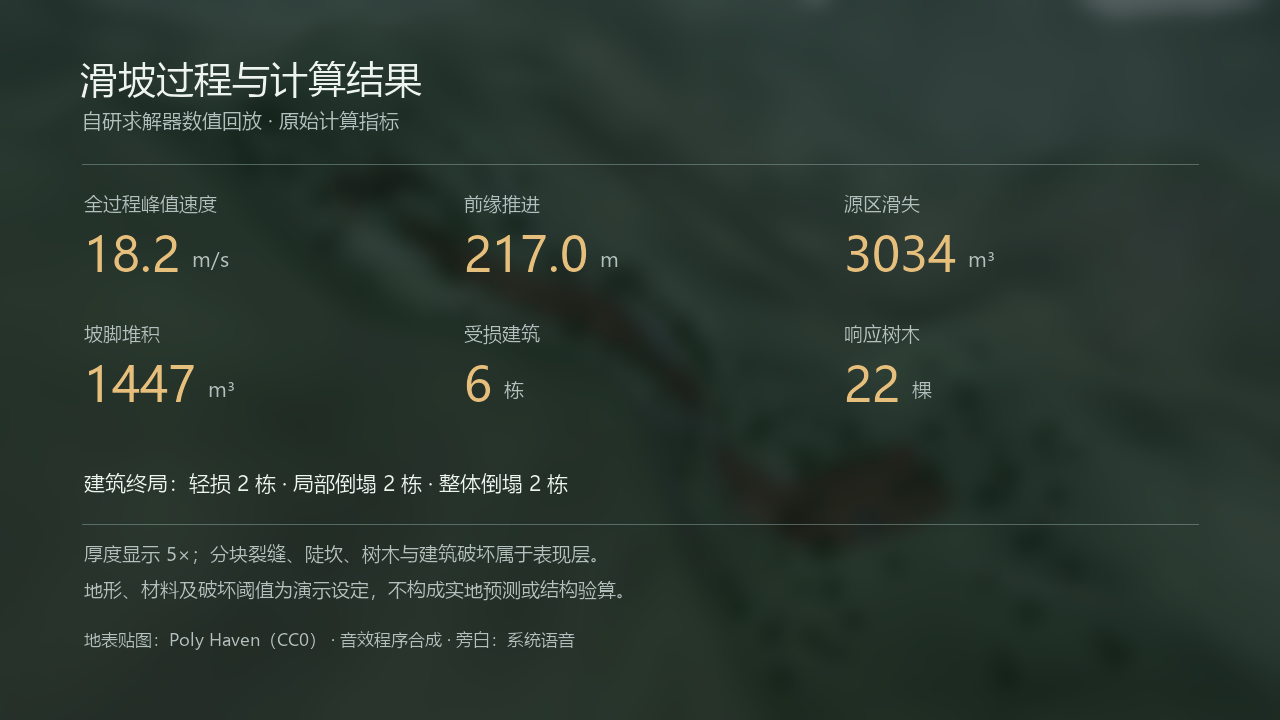 滑坡过程与计算结果
自研求解器数值回放 · 原始计算指标
全过程峰值速度 前缘推进 源区滑失
18.2 m/s 217.0 m 3034 m³
坡脚堆积 受损建筑 响应树木
1447 m³ 6 栋 22 棵
建筑终局：轻损 2 栋 · 局部倒塌 2 栋 · 整体倒塌 2 栋
厚度显示 5×；分块裂缝、陡坎、树木与建筑破坏属于表现层。
地形、材料及破坏阈值为演示设定，不构成实地预测或结构验算。
地表贴图：Poly Haven（CC0） · 音效程序合成 · 旁白：系统语音